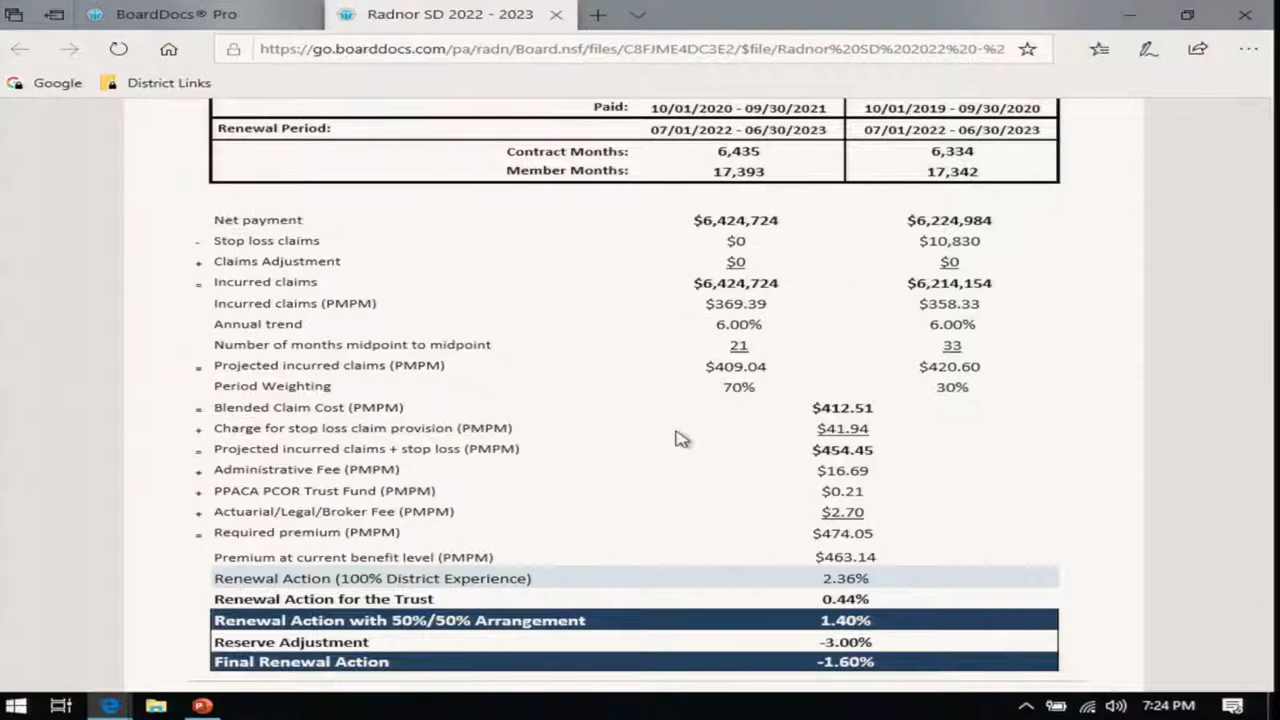 BoardDocs® Pro
Radnor SD 2022 - 2023
https://go.boarddocs.com/pa/radn/Board.nsf/files/C8FJME4DC3E2/$file/Radnor%20SD%202022%20-%2
Google
District Links
Paid: 10/01/2020 - 09/30/2021 10/01/2019 - 09/30/2020
Renewal Period: 07/01/2022 - 06/30/2023 07/01/2022 - 06/30/2023
Contract Months: 6,435 6,334
Member Months: 17,393 17,342
Net payment $6,424,724 $6,224,984
- Stop loss claims $0 $10,830
+ Claims Adjustment $0 $0
= Incurred claims $6,424,724 $6,214,154
Incurred claims (PMPM) $369.39 $358.33
Annual trend 6.00% 6.00%
Number of months midpoint to midpoint 21 33
= Projected incurred claims (PMPM) $409.04 $420.60
Period Weighting 70% 30%
= Blended Claim Cost (PMPM) $412.51
+ Charge for stop loss claim provision (PMPM) $41.94
= Projected incurred claims + stop loss (PMPM) $454.45
+ Administrative Fee (PMPM) $16.69
+ PPACA PCOR Trust Fund (PMPM) $0.21
+ Actuarial/Legal/Broker Fee (PMPM) $2.70
= Required premium (PMPM) $474.05
Premium at current benefit level (PMPM) $463.14
Renewal Action (100% District Experience) 2.36%
Renewal Action for the Trust 0.44%
Renewal Action with 50%/50% Arrangement 1.40%
Reserve Adjustment -3.00%
Final Renewal Action -1.60%
7:24 PM